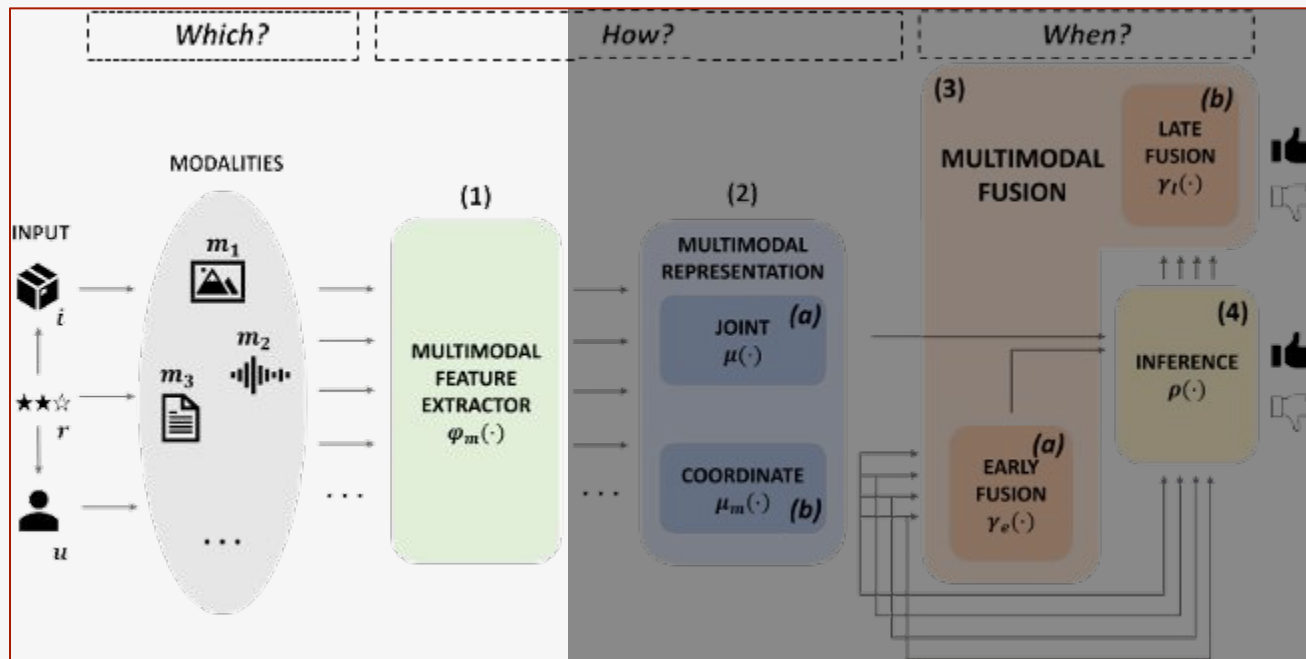 Which?
How?
When?
INPUT
i
r
u
MODALITIES
m₁
m₂
m₃
...
...
(1)
MULTIMODAL
FEATURE
EXTRACTOR
φₘ(·)
...
(2)
MULTIMODAL
REPRESENTATION
(a)
JOINT
μ(·)
COORDINATE
μₘ(·)
(b)
(3)
MULTIMODAL
FUSION
(b)
LATE
FUSION
γₗ(·)
(a)
EARLY
FUSION
γₑ(·)
(4)
INFERENCE
ρ(·)